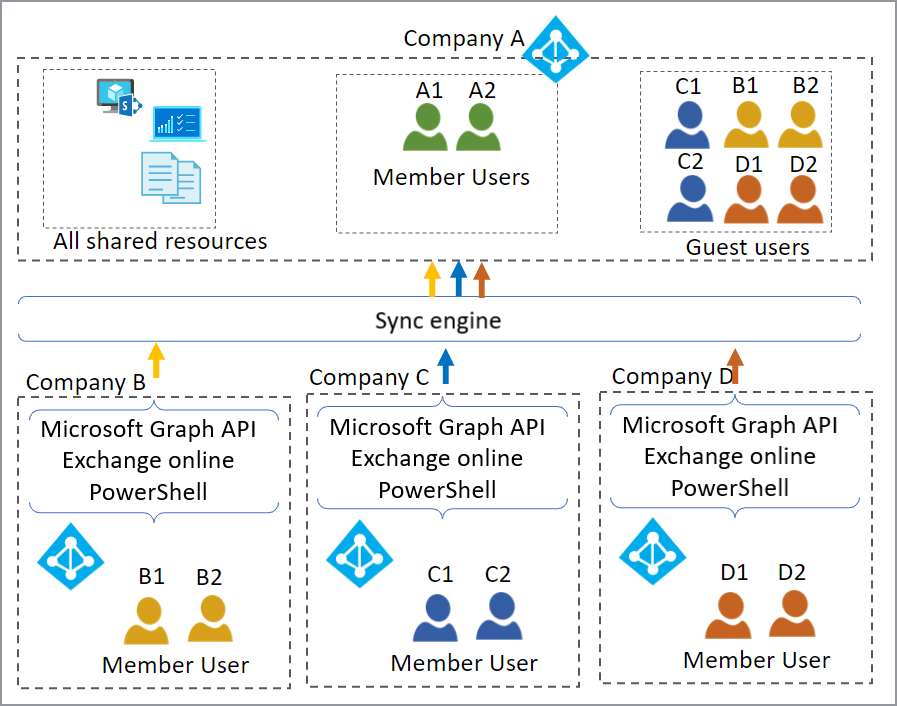 Company A
A1 A2
Member Users
C1 B1 B2
C2 D1 D2
All shared resources
Guest users
Sync engine
Company B
Microsoft Graph API
Exchange online
PowerShell
B1 B2
Member User
Company C
Microsoft Graph API
Exchange online
PowerShell
C1 C2
Member User
Company D
Microsoft Graph API
Exchange online
PowerShell
D1 D2
Member User